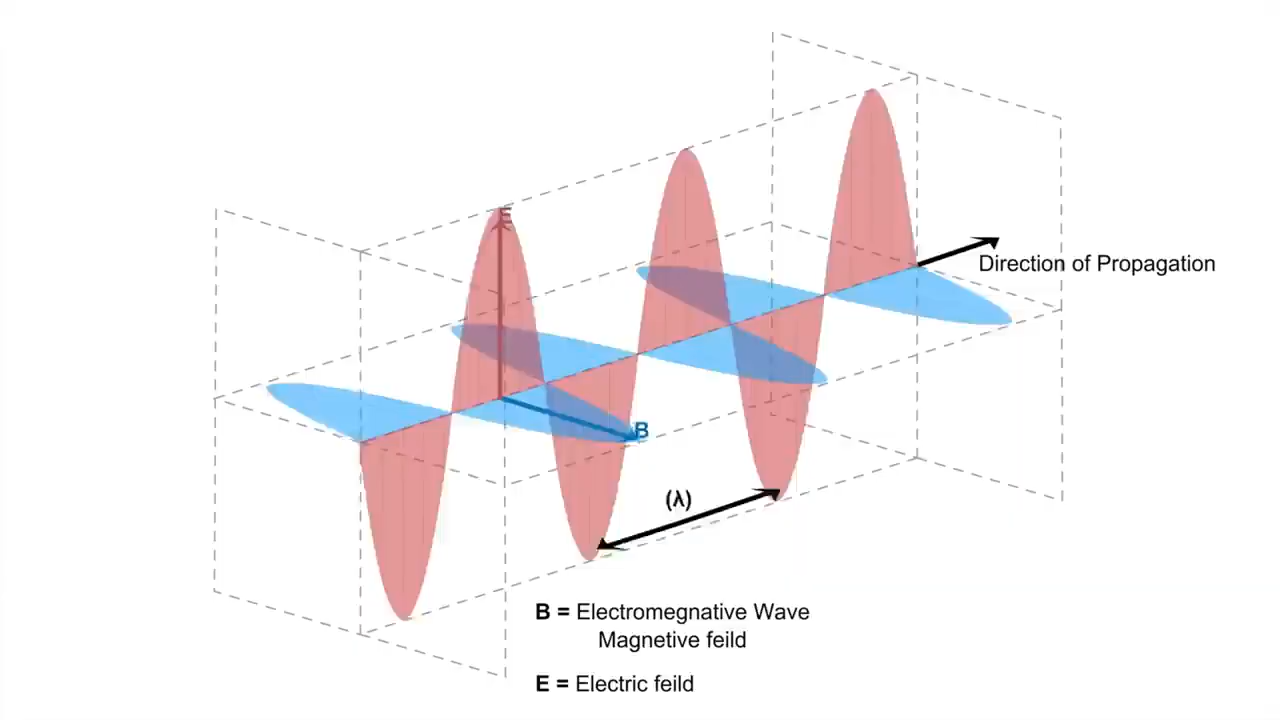 E
Direction of Propagation
B
(λ)
B = Electromegnative Wave
Magnetive feild
E = Electric feild